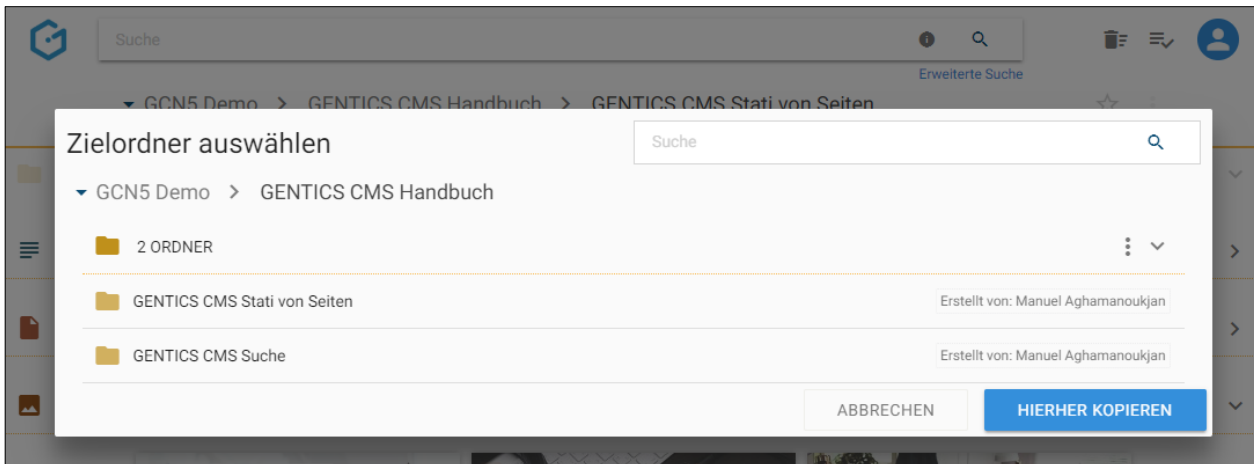 Suche
Erweiterte Suche
GCN5 Demo > GENTICS CMS Handbuch > GENTICS CMS Stati von Seiten
Zielordner auswählen
Suche
GCN5 Demo > GENTICS CMS Handbuch
2 ORDNER
GENTICS CMS Stati von Seiten Erstellt von: Manuel Aghamanoukjan
GENTICS CMS Suche Erstellt von: Manuel Aghamanoukjan
ABBRECHEN HIERHER KOPIEREN